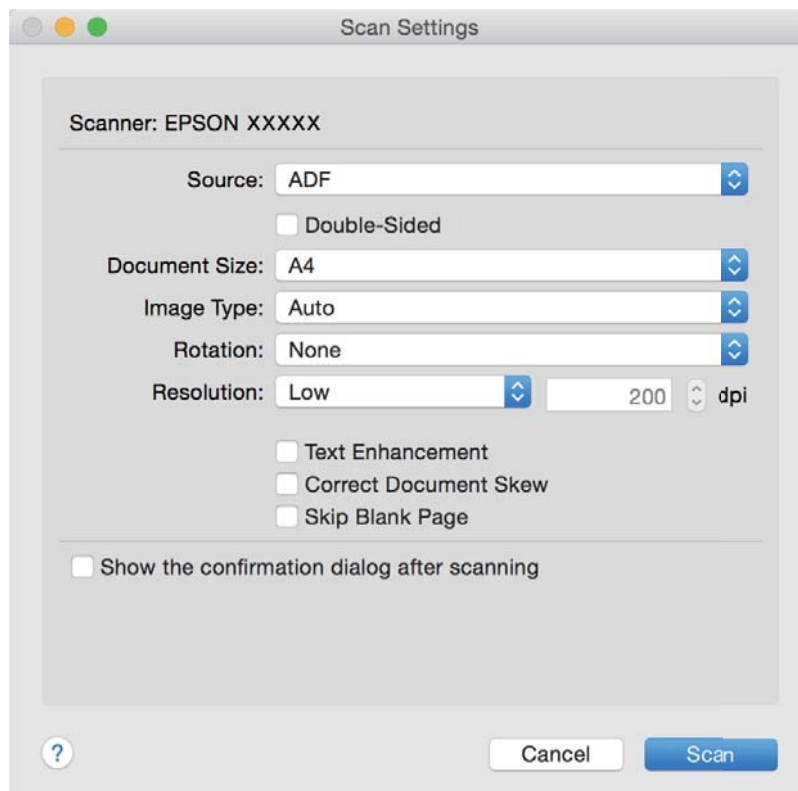 Scan Settings
Scanner: EPSON XXXXX
Source: ADF
Double-Sided
Document Size: A4
Image Type: Auto
Rotation: None
Resolution: Low 200 dpi
Text Enhancement
Correct Document Skew
Skip Blank Page
Show the confirmation dialog after scanning
? Cancel Scan